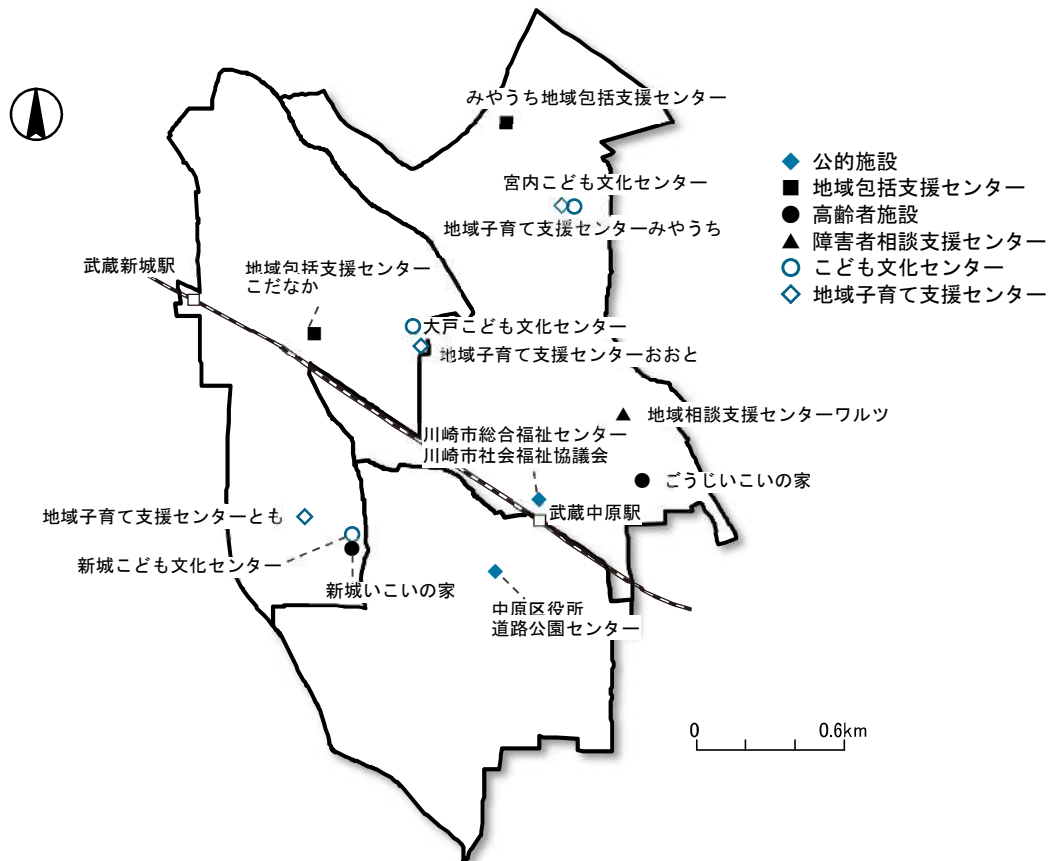 みやうち地域包括支援センター
宮内こども文化センター
地域子育て支援センターみやうち
武蔵新城駅
地域包括支援センター
こだなか
大戸こども文化センター
地域子育て支援センターおおと
地域相談支援センターワルツ
川崎市総合福祉センター
川崎市社会福祉協議会
ごうじいこいの家
武蔵中原駅
地域子育て支援センターとも
新城こども文化センター
新城いこいの家
中原区役所
道路公園センター
公的施設
地域包括支援センター
高齢者施設
障害者相談支援センター
こども文化センター
地域子育て支援センター
0 0.6km